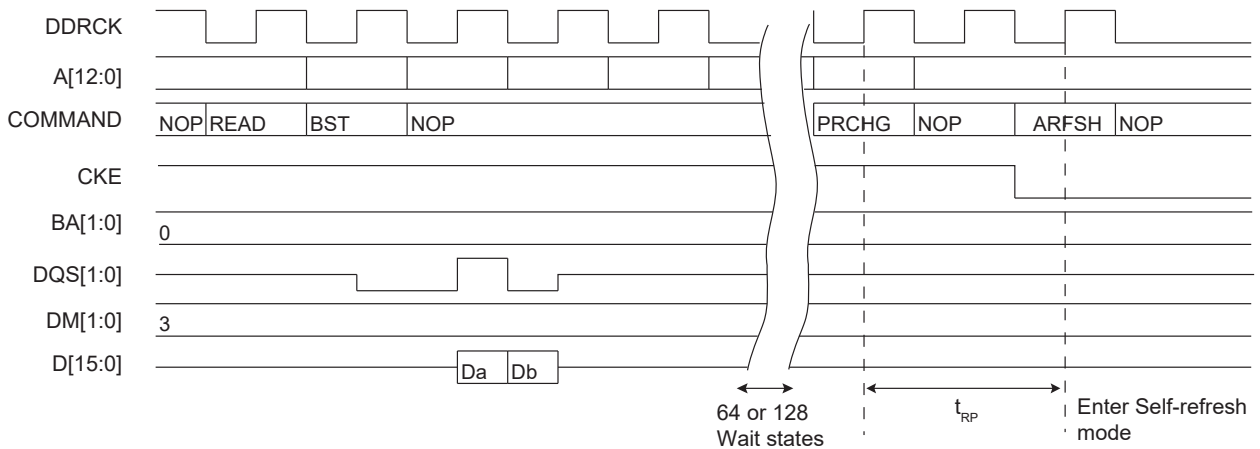 DDRCK
A[12:0]
COMMAND NOP READ BST NOP PRCHG NOP ARFSH NOP
CKE
BA[1:0]
0
DQS[1:0]
DM[1:0]
3
D[15:0]
Da Db
64 or 128
Wait states
tRP
Enter Self-refresh
mode